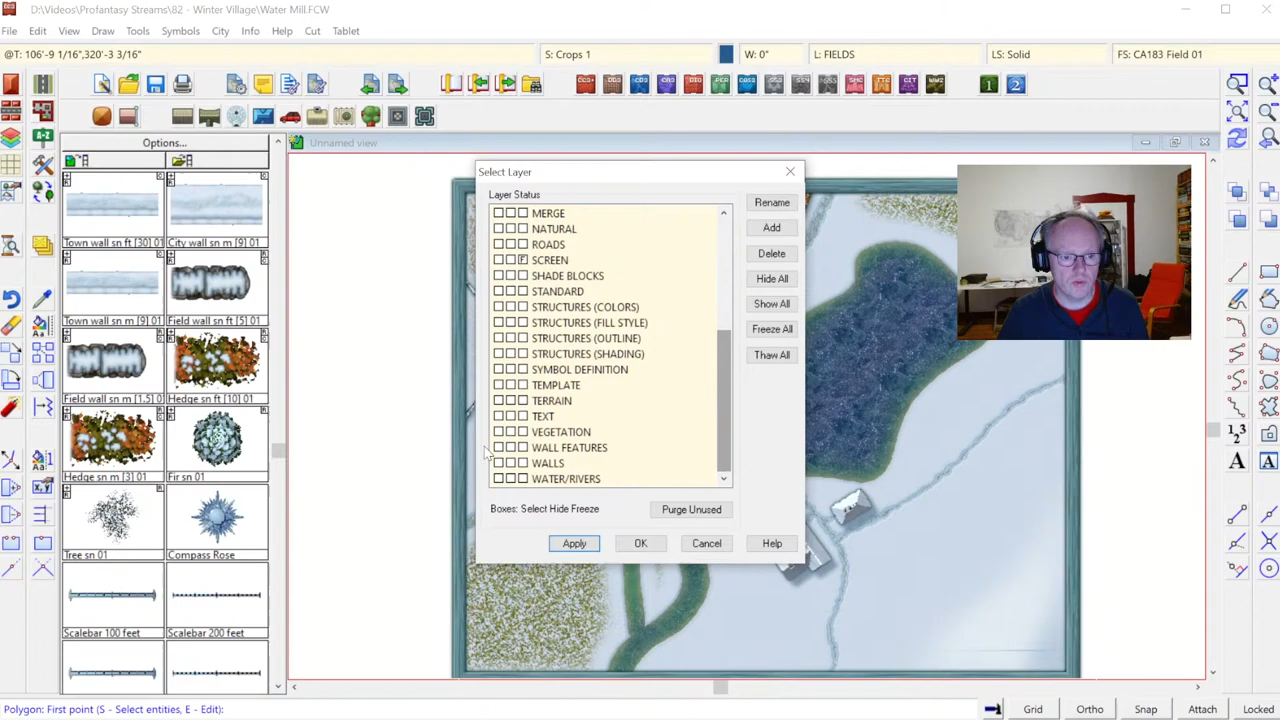 D:\Videos\Profantasy Streams\82 - Winter Village\Water Mill.FCW
File Edit View Draw Tools Symbols City Info Help Cut Tablet
@T: 106'-9 1/16",320'-3 3/16" S: Crops 1 W: 0" L: FIELDS LS: Solid FS: CA183 Field 01
Options...
Unnamed view
Town wall sn ft [30] 01 City wall sn m [9] 01
Town wall sn m [9] 01 Field wall sn ft [5] 01
Field wall sn m [1.5] 01 Hedge sn ft [10] 01
Hedge sn m [3] 01 Fir sn 01
Tree sn 01 Compass Rose
Scalebar 100 feet Scalebar 200 feet
Select Layer
Layer Status
MERGE
NATURAL
ROADS
F SCREEN
SHADE BLOCKS
STANDARD
STRUCTURES (COLORS)
STRUCTURES (FILL STYLE)
STRUCTURES (OUTLINE)
STRUCTURES (SHADING)
SYMBOL DEFINITION
TEMPLATE
TERRAIN
TEXT
VEGETATION
WALL FEATURES
WALLS
WATER/RIVERS
Rename
Add
Delete
Hide All
Show All
Freeze All
Thaw All
Boxes: Select Hide Freeze Purge Unused
Apply OK Cancel Help
Polygon: First point (S - Select entities, E - Edit): Grid Ortho Snap Attach Locked